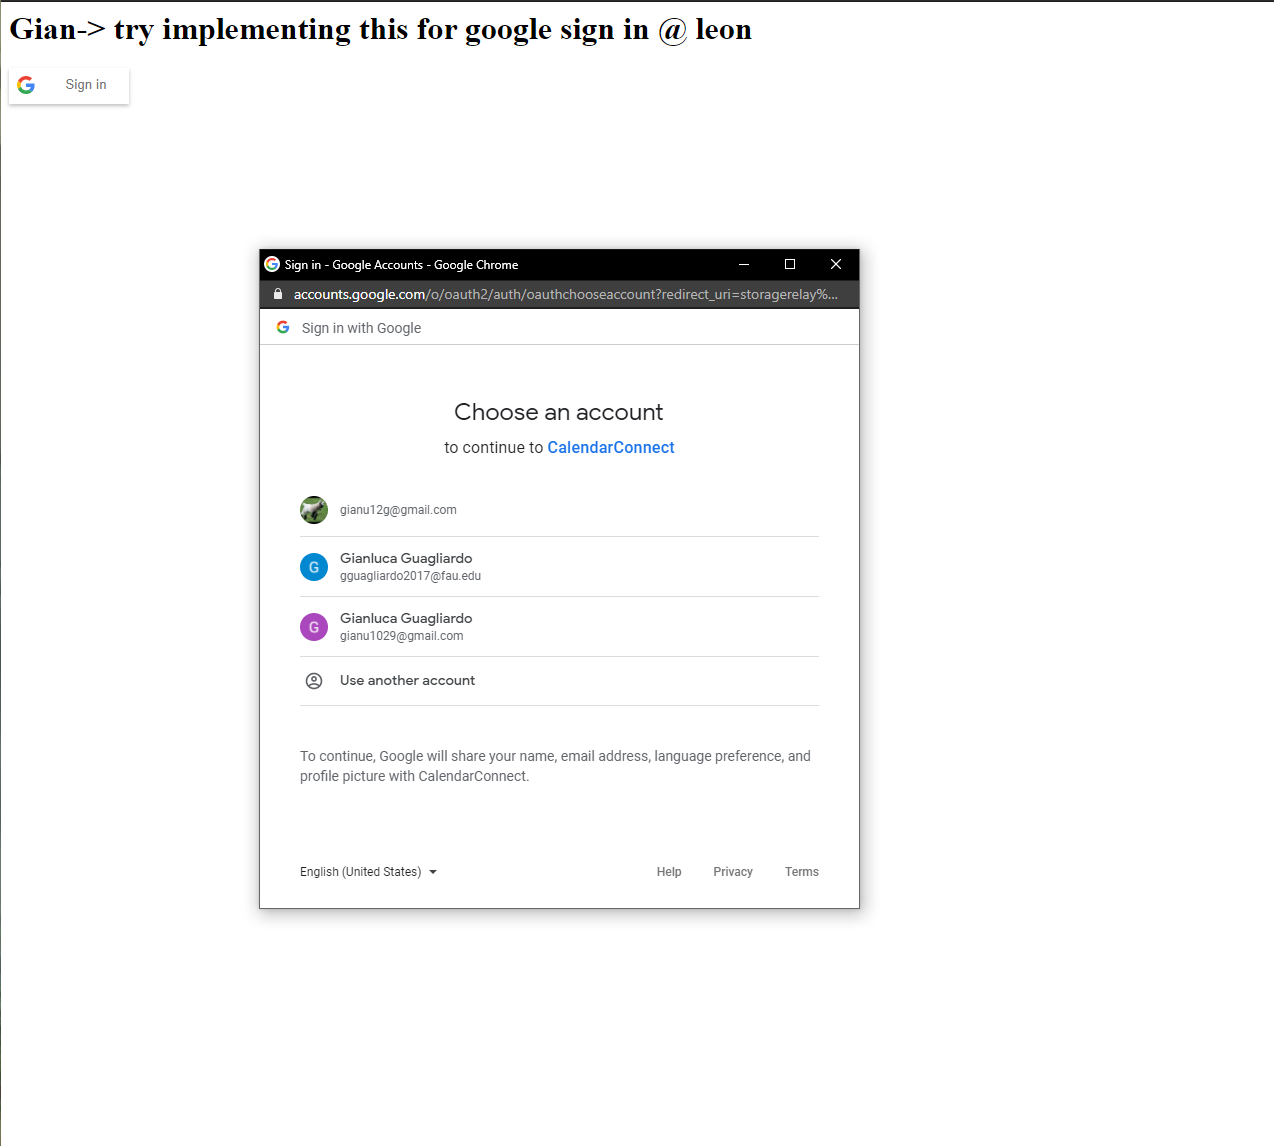 Gian-> try implementing this for google sign in @ leon
Sign in
Sign in - Google Accounts - Google Chrome
accounts.google.com/o/oauth2/auth/oauthchooseaccount?redirect_uri=storagerelay%...
Sign in with Google
Choose an account
to continue to CalendarConnect
gianu12g@gmail.com
G
Gianluca Guagliardo
gguagliardo2017@fau.edu
G
Gianluca Guagliardo
gianu1029@gmail.com
Use another account
To continue, Google will share your name, email address, language preference, and
profile picture with CalendarConnect.
English (United States)
Help Privacy Terms